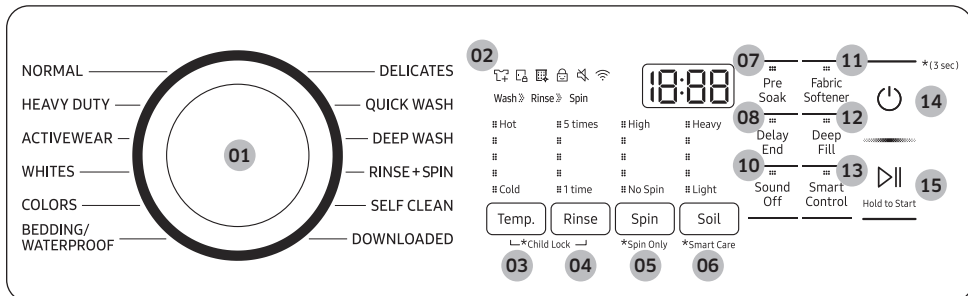 NORMAL
HEAVY DUTY
ACTIVEWEAR
WHITES
COLORS
BEDDING/
WATERPROOF
01
DELICATES
QUICK WASH
DEEP WASH
RINSE+SPIN
SELF CLEAN
DOWNLOADED
02
18:88
Wash» Rinse» Spin
Hot 5 times High Heavy
Cold 1 time No Spin Light
Temp. Rinse Spin Soil
*Child Lock *Spin Only *Smart Care
03 04 05 06
07
Pre
Soak
11
Fabric
Softener
08
Delay
End
12
Deep
Fill
10
Sound
Off
13
Smart
Control
*(3 sec)
14
15
Hold to Start